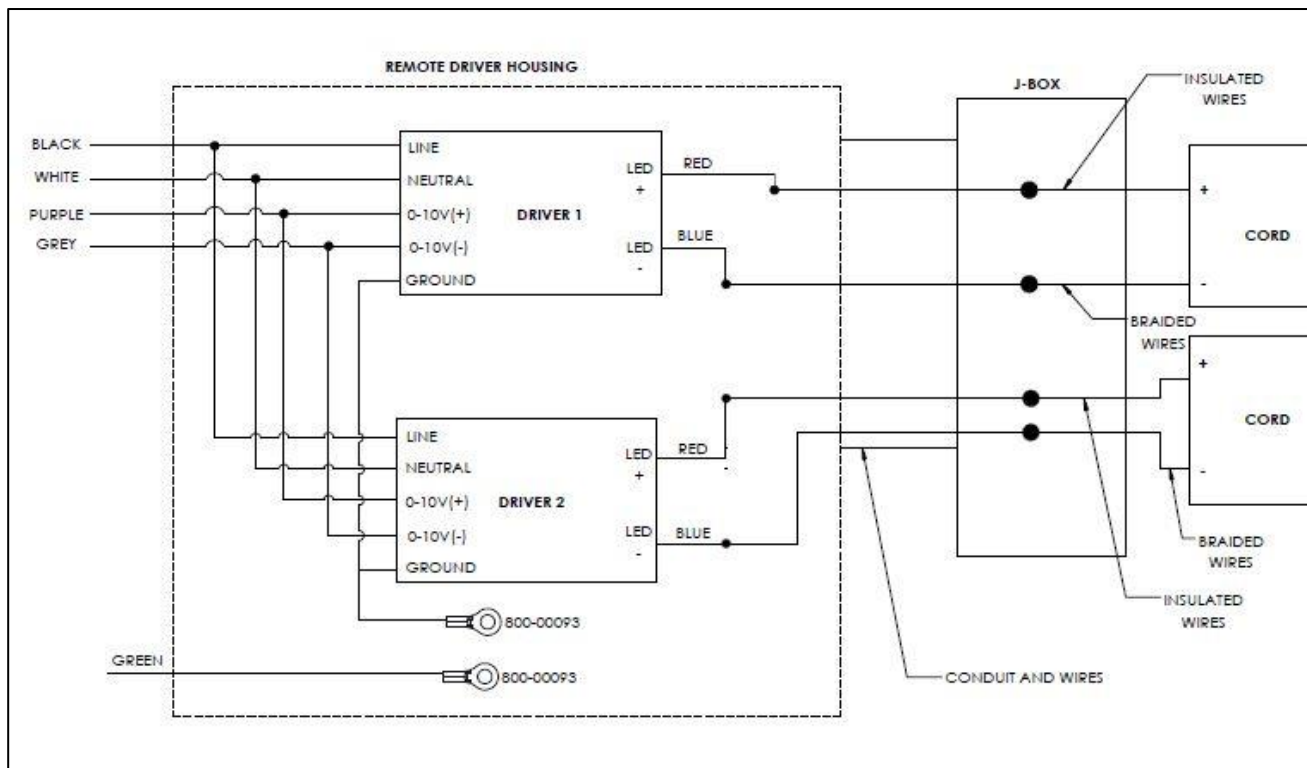 REMOTE DRIVER HOUSING
J-BOX
INSULATED
WIRES
BLACK
WHITE
PURPLE
GREY
LINE
NEUTRAL
0-10V(+)
0-10V(-)
GROUND
DRIVER 1
LED
+
LED
-
RED
BLUE
+
CORD
-
BRAIDED
WIRES
LINE
NEUTRAL
0-10V(+)
0-10V(-)
GROUND
DRIVER 2
LED
+
LED
-
RED
BLUE
+
CORD
-
BRAIDED
WIRES
INSULATED
WIRES
800-00093
GREEN
800-00093
CONDUIT AND WIRES